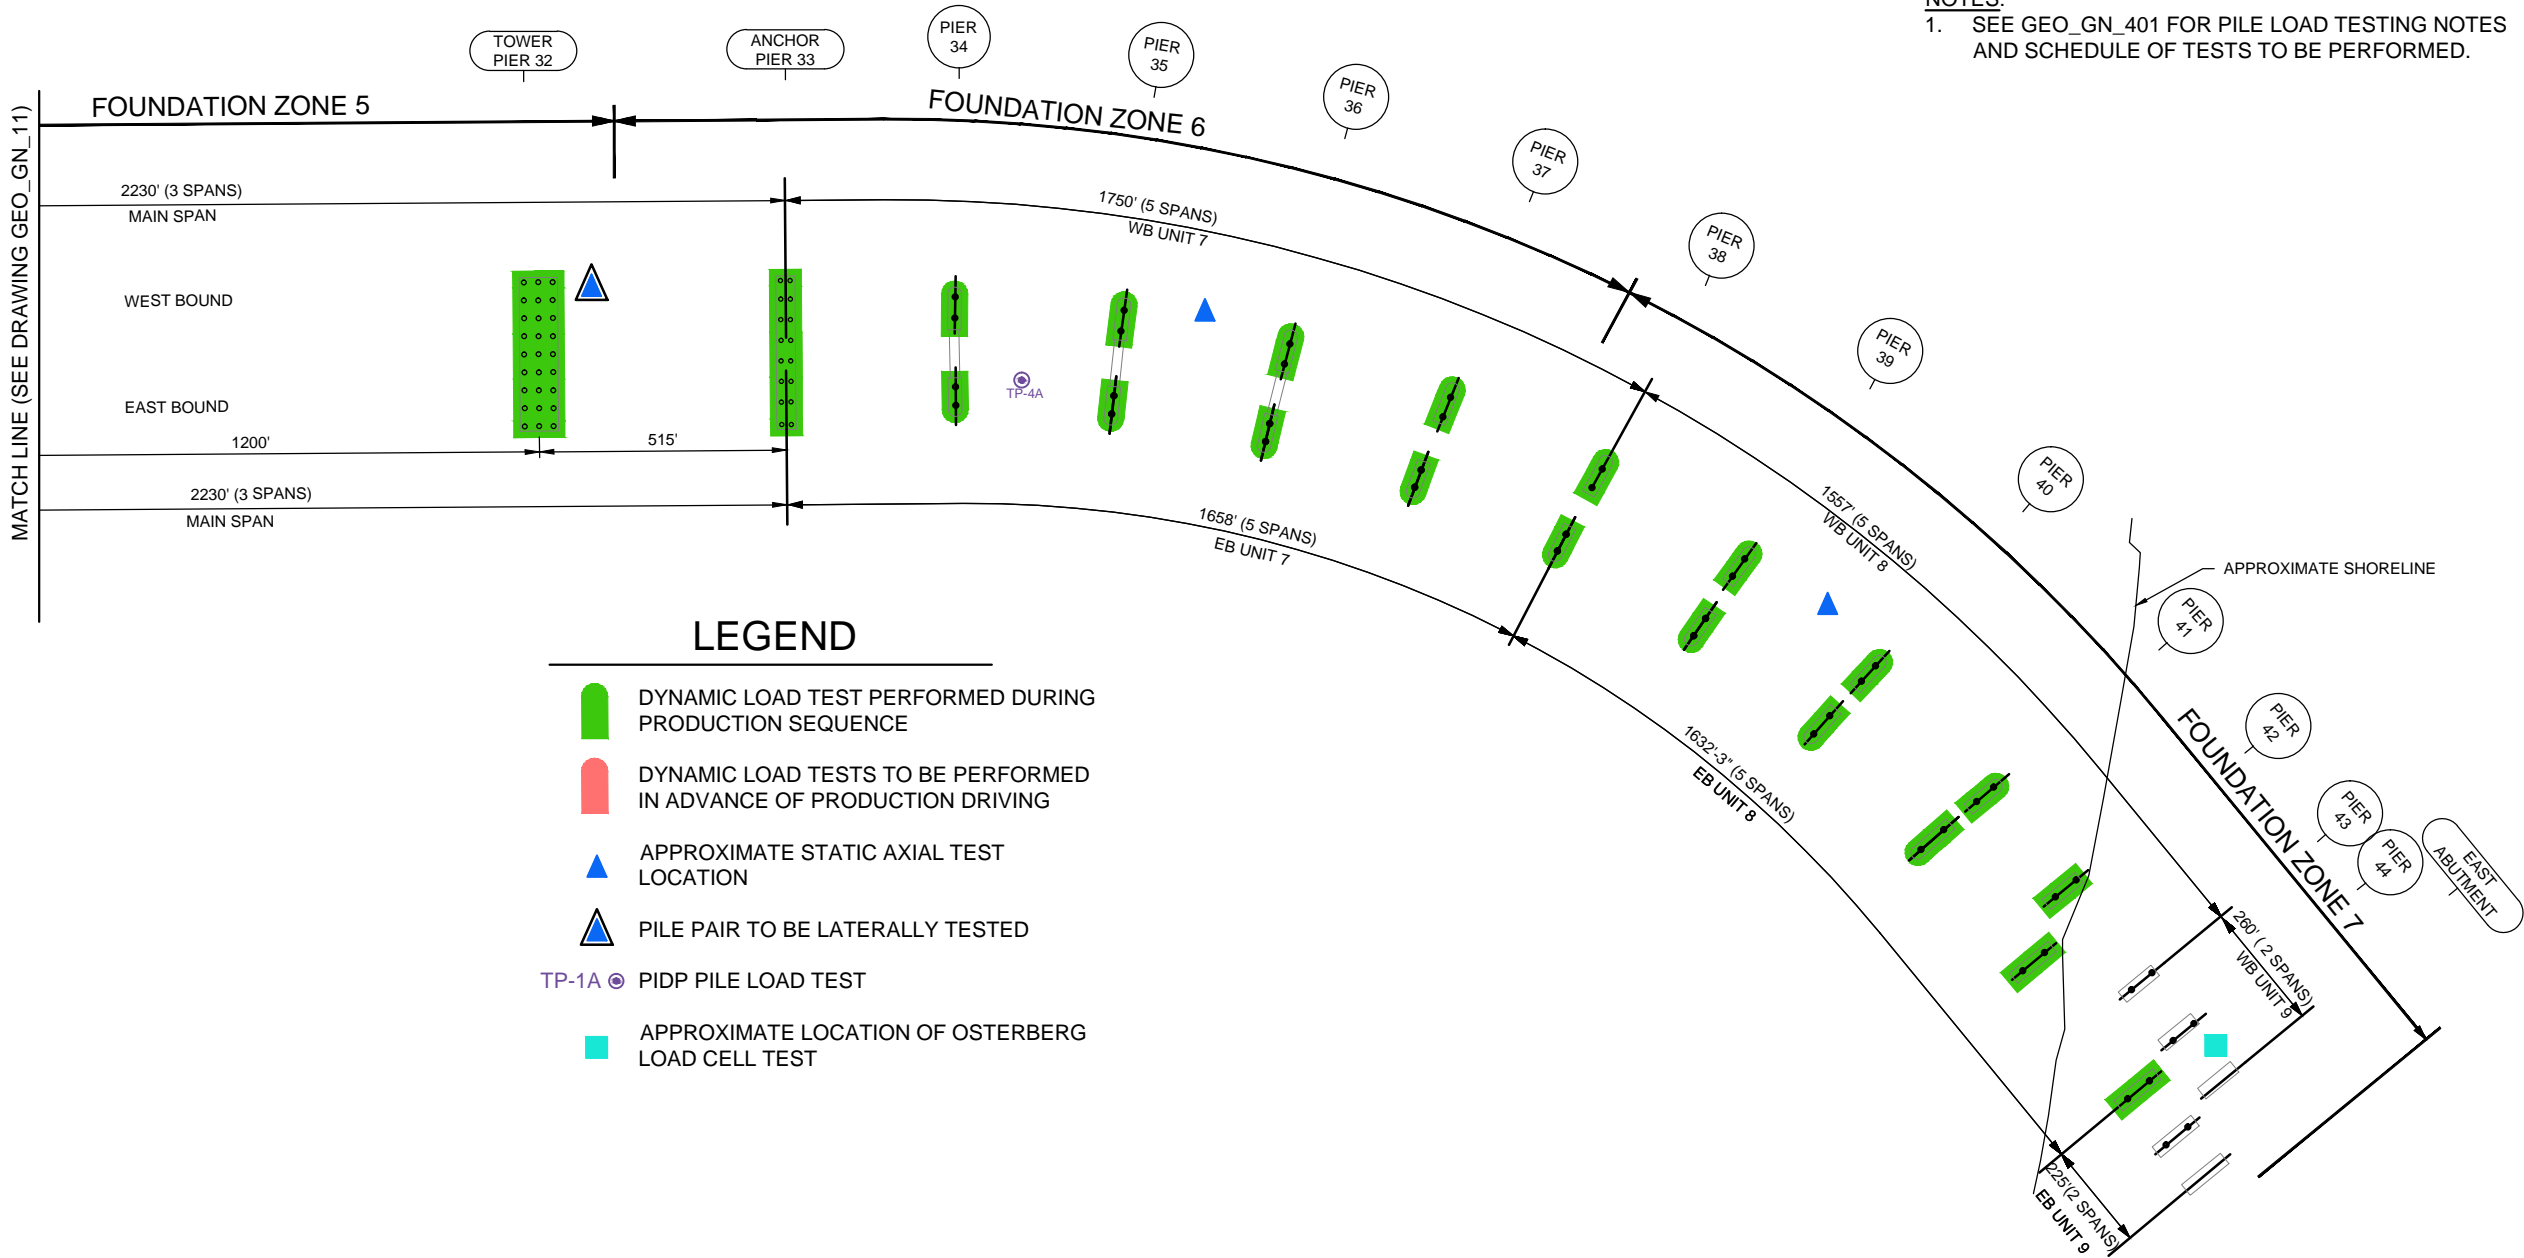 NOTES:
1. SEE GEO_GN_401 FOR PILE LOAD TESTING NOTES
AND SCHEDULE OF TESTS TO BE PERFORMED.
TOWER
PIER 32
ANCHOR
PIER 33
PIER
34
PIER
35
PIER
36
PIER
37
PIER
38
PIER
39
PIER
40
PIER
41
PIER
42
PIER
43
PIER
44
EAST
ABUTMENT
MATCH LINE (SEE DRAWING GEO_GN_11)
FOUNDATION ZONE 5
FOUNDATION ZONE 6
FOUNDATION ZONE 7
2230' (3 SPANS)
MAIN SPAN
1750' (5 SPANS)
WB UNIT 7
WEST BOUND
EAST BOUND
TP-4A
1200'
515'
2230' (3 SPANS)
MAIN SPAN
1658' (5 SPANS)
EB UNIT 7
1557' (5 SPANS)
WB UNIT 8
APPROXIMATE SHORELINE
1632'-3" (5 SPANS)
EB UNIT 8
260' ( 2 SPANS)
WB UNIT 9
225'(2 SPANS)
EB UNIT 9
LEGEND
DYNAMIC LOAD TEST PERFORMED DURING
PRODUCTION SEQUENCE
DYNAMIC LOAD TESTS TO BE PERFORMED
IN ADVANCE OF PRODUCTION DRIVING
APPROXIMATE STATIC AXIAL TEST
LOCATION
PILE PAIR TO BE LATERALLY TESTED
TP-1A PIDP PILE LOAD TEST
APPROXIMATE LOCATION OF OSTERBERG
LOAD CELL TEST